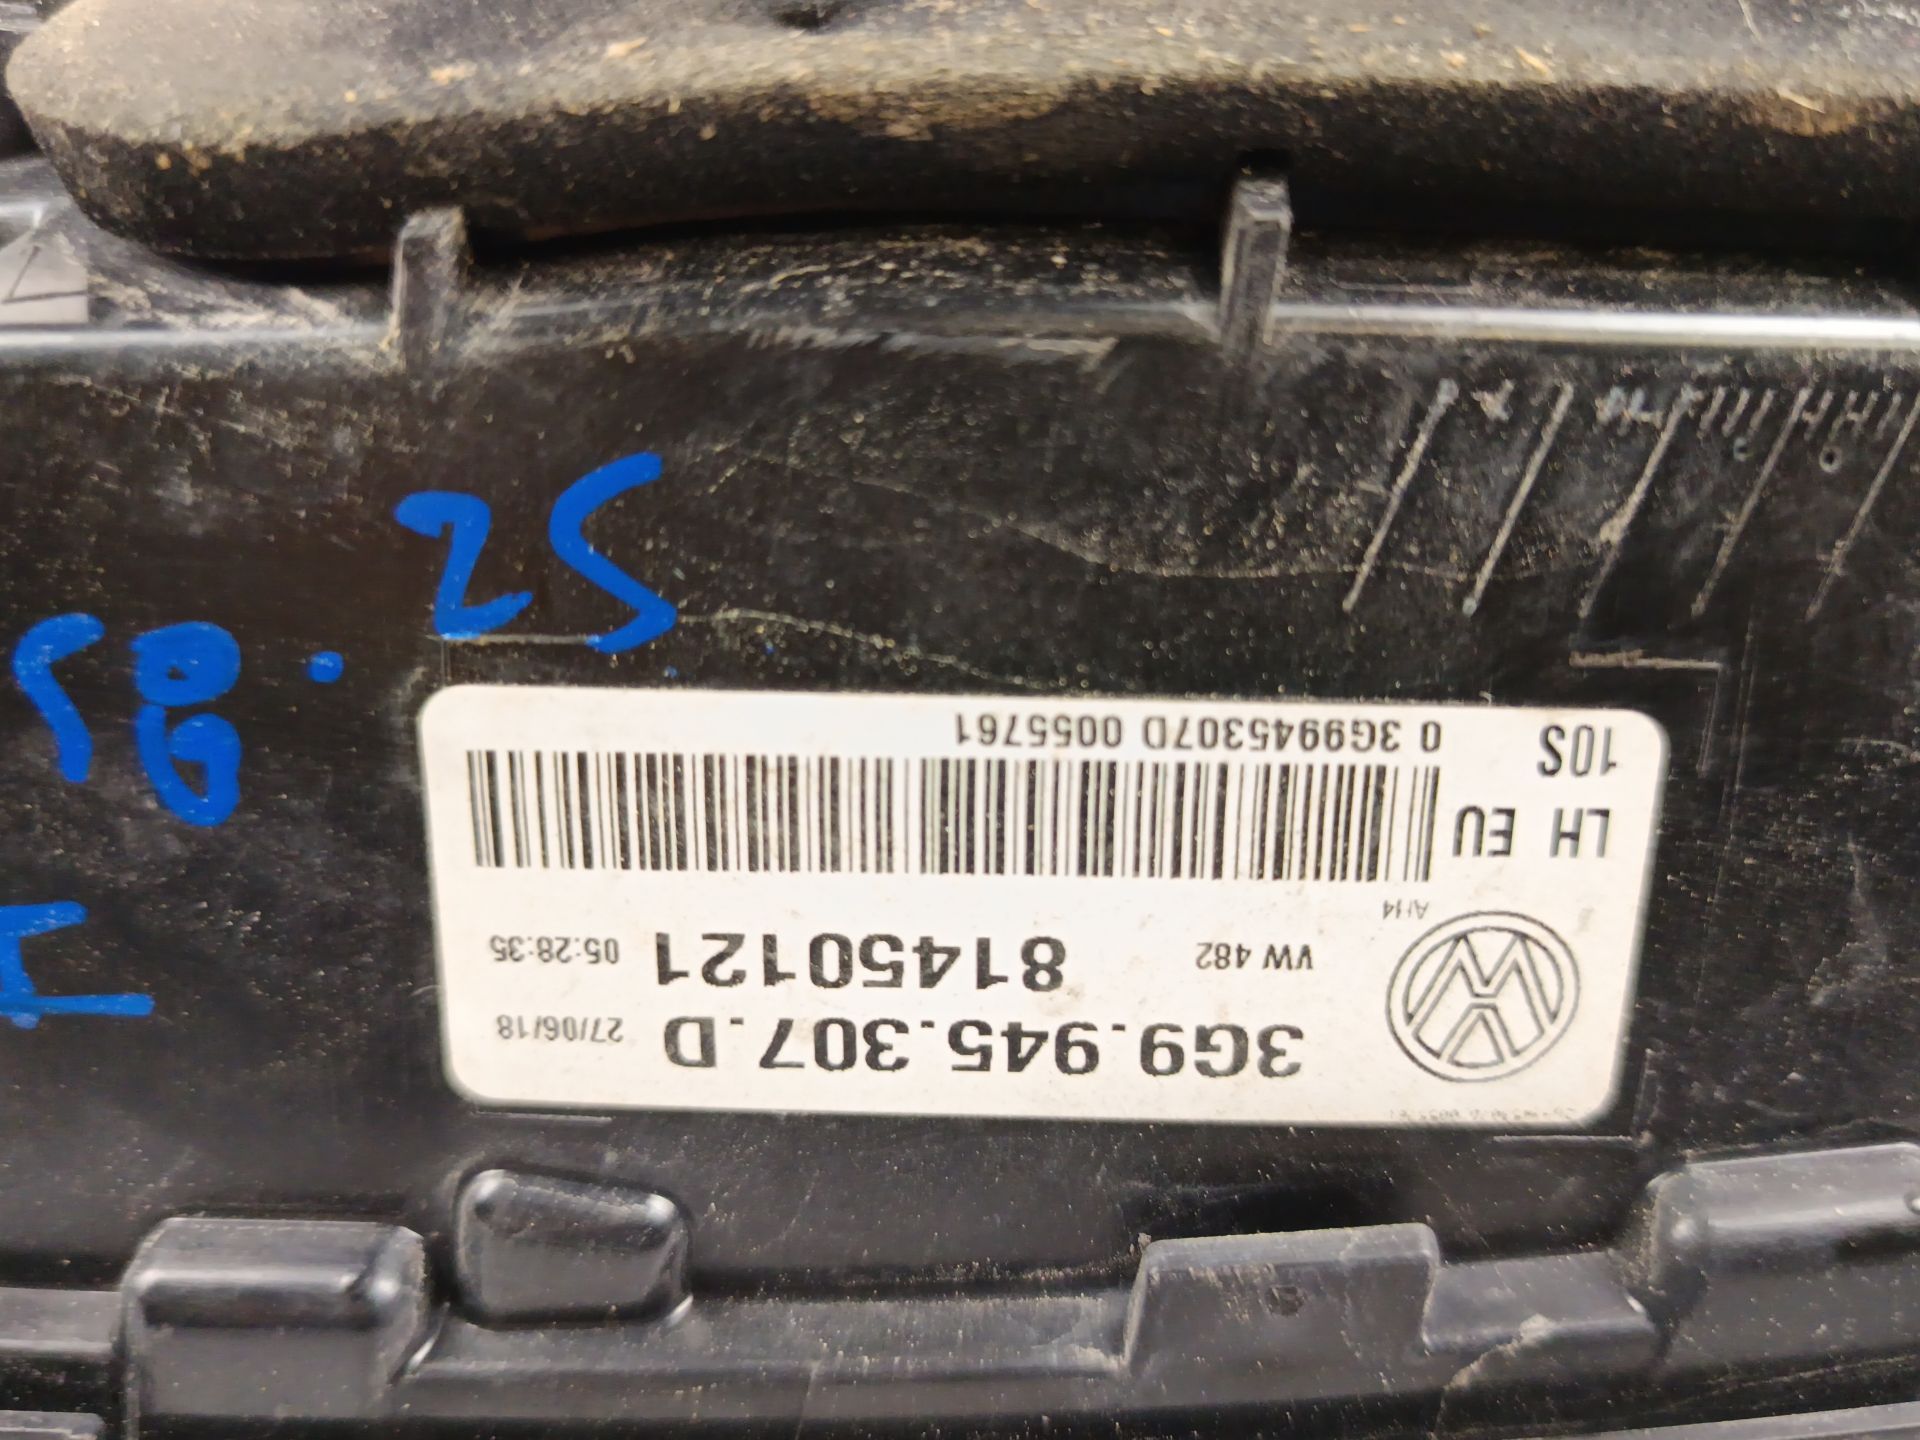 3G9.945.307.D 27/06/18
VW 482 81450121 05:28:35
LH EU
10S
0 3G9945307D 0055761
25